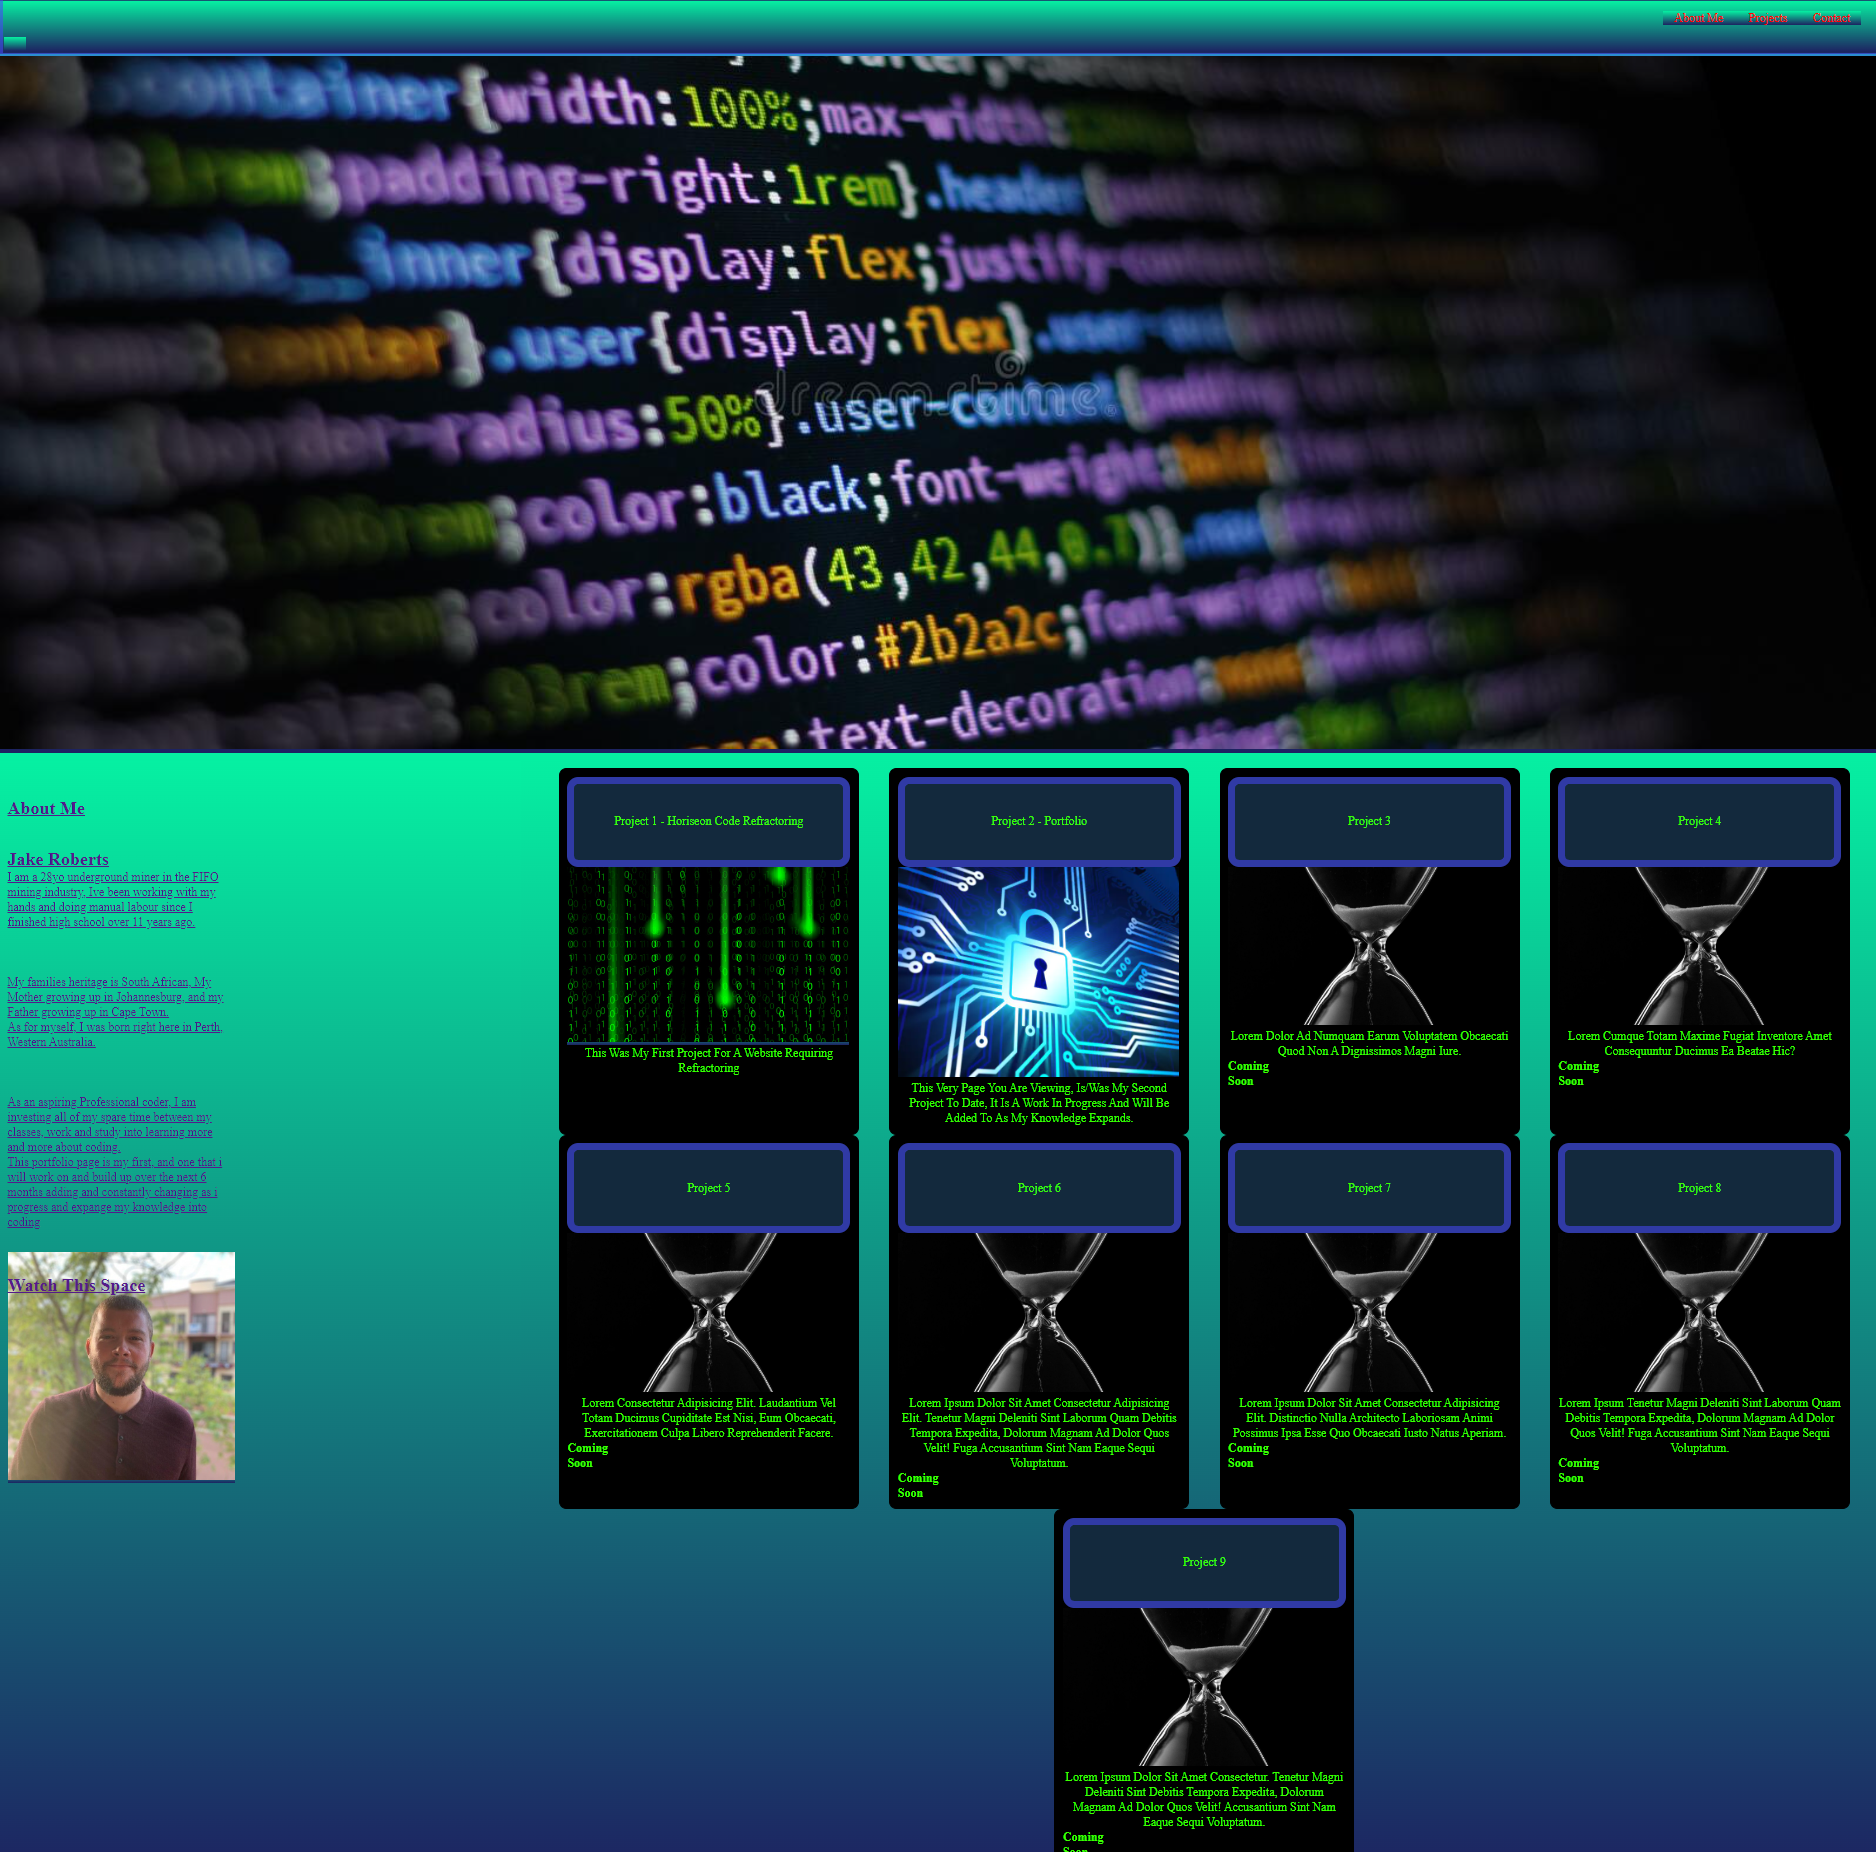 About Me Projects Contact
container{width:100%;max-width:
1rem;padding-right:1rem}.header{padding
heade__inner{display:flex;justify-content
center}.user{display:flex}.user-
dreamstime
border-radius:50%}.user-content{padding
color:black;font-weight:bold
color:rgba(43,42,44,0.7)}.nav
.93rem;color:#2b2a2c;font-weight
text-decoration:none
About Me
Jake Roberts
I am a 28yo underground miner in the FIFO
mining industry, Ive been working with my
hands and doing manual labour since I
finished high school over 11 years ago.
My families heritage is South African, My
Mother growing up in Johannesburg, and my
Father growing up in Cape Town.
As for myself, I was born right here in Perth,
Western Australia.
As an aspiring Professional coder, I am
investing all of my spare time between my
classes, work and study into learning more
and more about coding.
This portfolio page is my first, and one that i
will work on and build up over the next 6
months adding and constantly changing as i
progress and expange my knowledge into
coding
Watch This Space
Project 1 - Horiseon Code Refractoring
This Was My First Project For A Website Requiring
Refractoring
Project 2 - Portfolio
This Very Page You Are Viewing, Is/Was My Second
Project To Date, It Is A Work In Progress And Will Be
Added To As My Knowledge Expands.
Project 3
Lorem Dolor Ad Numquam Earum Voluptatem Obcaecati
Quod Non A Dignissimos Magni Iure.
Coming
Soon
Project 4
Lorem Cumque Totam Maxime Fugiat Inventore Amet
Consequuntur Ducimus Ea Beatae Hic?
Coming
Soon
Project 5
Lorem Consectetur Adipisicing Elit. Laudantium Vel
Totam Ducimus Cupiditate Est Nisi, Eum Obcaecati,
Exercitationem Culpa Libero Reprehenderit Facere.
Coming
Soon
Project 6
Lorem Ipsum Dolor Sit Amet Consectetur Adipisicing
Elit. Tenetur Magni Deleniti Sint Laborum Quam Debitis
Tempora Expedita, Dolorum Magnam Ad Dolor Quos
Velit! Fuga Accusantium Sint Nam Eaque Sequi
Voluptatum.
Coming
Soon
Project 7
Lorem Ipsum Dolor Sit Amet Consectetur Adipisicing
Elit. Distinctio Nulla Architecto Laboriosam Animi
Possimus Ipsa Esse Quo Obcaecati Iusto Natus Aperiam.
Coming
Soon
Project 8
Lorem Ipsum Tenetur Magni Deleniti Sint Laborum Quam
Debitis Tempora Expedita, Dolorum Magnam Ad Dolor
Quos Velit! Fuga Accusantium Sint Nam Eaque Sequi
Voluptatum.
Coming
Soon
Project 9
Lorem Ipsum Dolor Sit Amet Consectetur. Tenetur Magni
Deleniti Sint Debitis Tempora Expedita, Dolorum
Magnam Ad Dolor Quos Velit! Accusantium Sint Nam
Eaque Sequi Voluptatum.
Coming
Soon